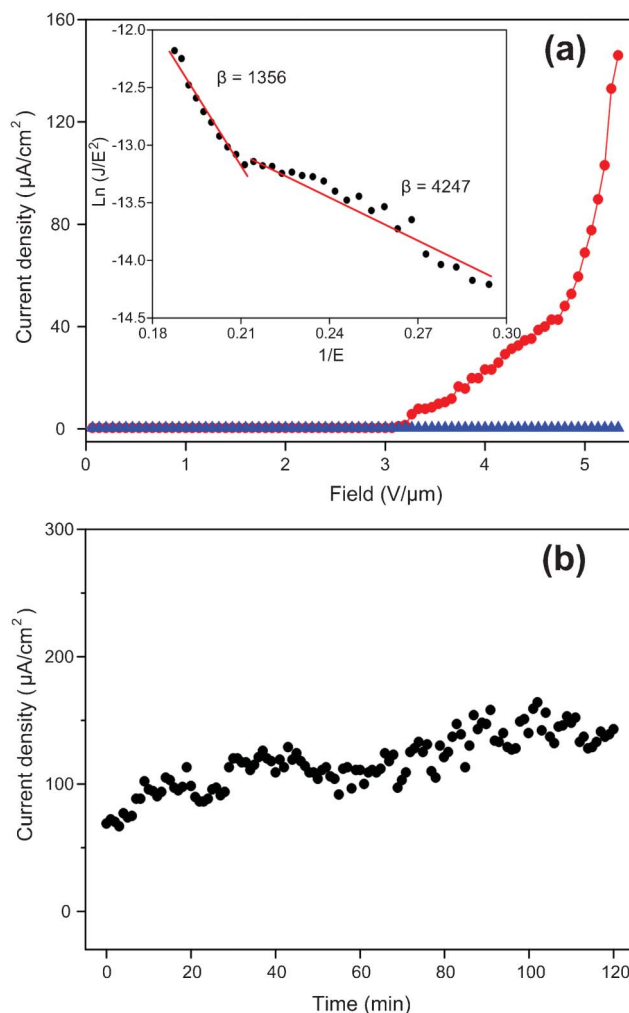 (a)
Current density ( µA/cm² )
160
120
80
40
0
0 1 2 3 4 5
Field (V/µm)
Ln (J/E²)
-12.0
-12.5
-13.0
-13.5
-14.0
-14.5
0.18 0.21 0.24 0.27 0.30
1/E
β = 1356
β = 4247
(b)
Current density ( µA/cm² )
300
200
100
0
0 20 40 60 80 100 120
Time (min)